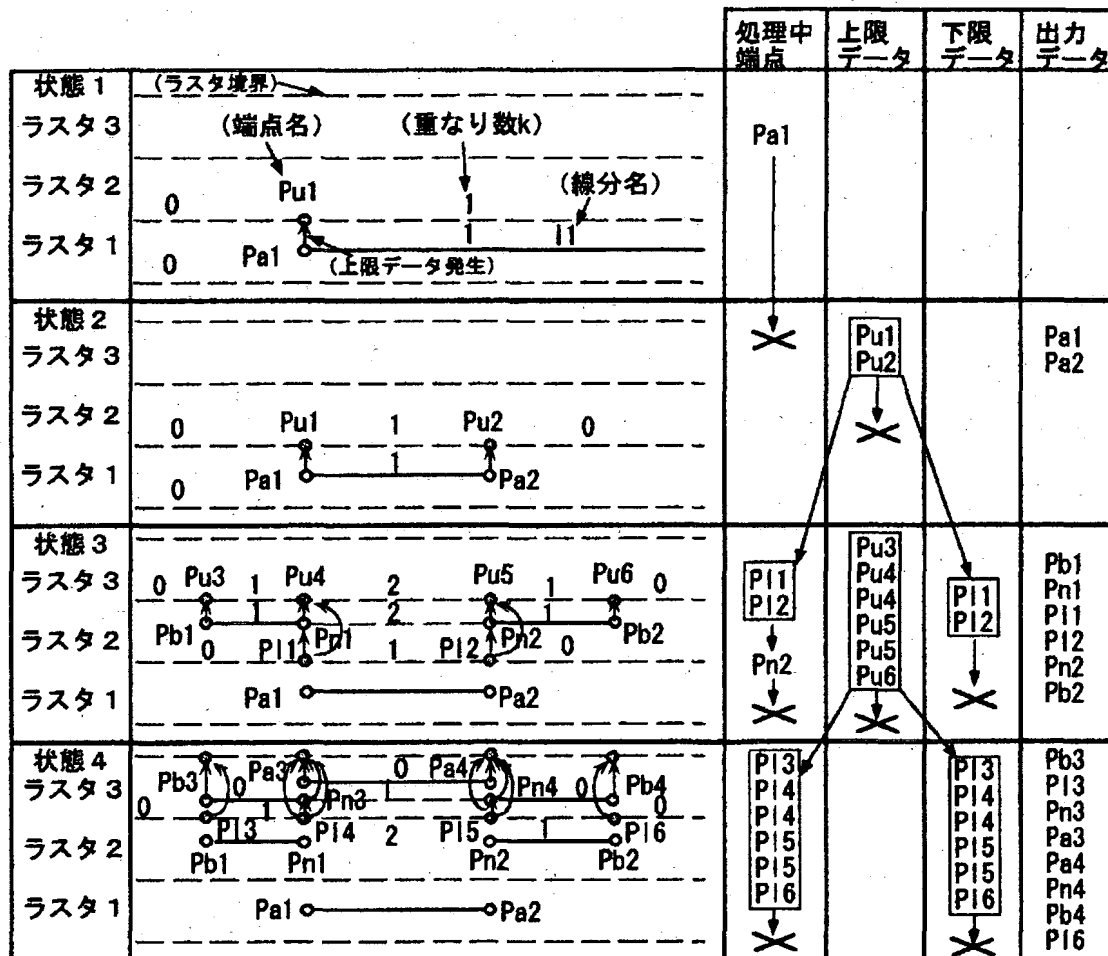 処理中端点 上限データ 下限データ 出力データ
状態1
(ラスタ境界)
ラスタ3
(端点名) (重なり数k)
Pa1
ラスタ2
0 Pu1 1 (線分名)
ラスタ1
0 Pa1 1 l1
(上限データ発生)
状態2
ラスタ3
Pu1
Pu2
Pa1
Pa2
ラスタ2
0 Pu1 1 Pu2 0
ラスタ1
0 Pa1 1 Pa2
状態3
ラスタ3
0 Pu3 1 Pu4 2 Pu5 1 Pu6 0
ラスタ2
Pb1 1 Pn1 2 Pn2 1 Pb2
0 Pl1 1 Pl2 0
ラスタ1
Pa1 Pa2
Pl1
Pl2
Pn2
Pu3
Pu4
Pu4
Pu5
Pu5
Pu6
Pl1
Pl2
Pb1
Pn1
Pl1
Pl2
Pn2
Pb2
状態4
ラスタ3
Pb3 Pa3 0 Pa4 Pb4
0 0 1 Pn3 1 Pn4 0 0
ラスタ2
Pl3 Pl4 2 Pl5 1 Pl6
Pb1 Pn1 Pn2 Pb2
ラスタ1
Pa1 Pa2
Pl3
Pl4
Pl4
Pl5
Pl5
Pl6
Pl3
Pl4
Pl4
Pl5
Pl5
Pl6
Pb3
Pl3
Pn3
Pa3
Pa4
Pn4
Pb4
Pl6